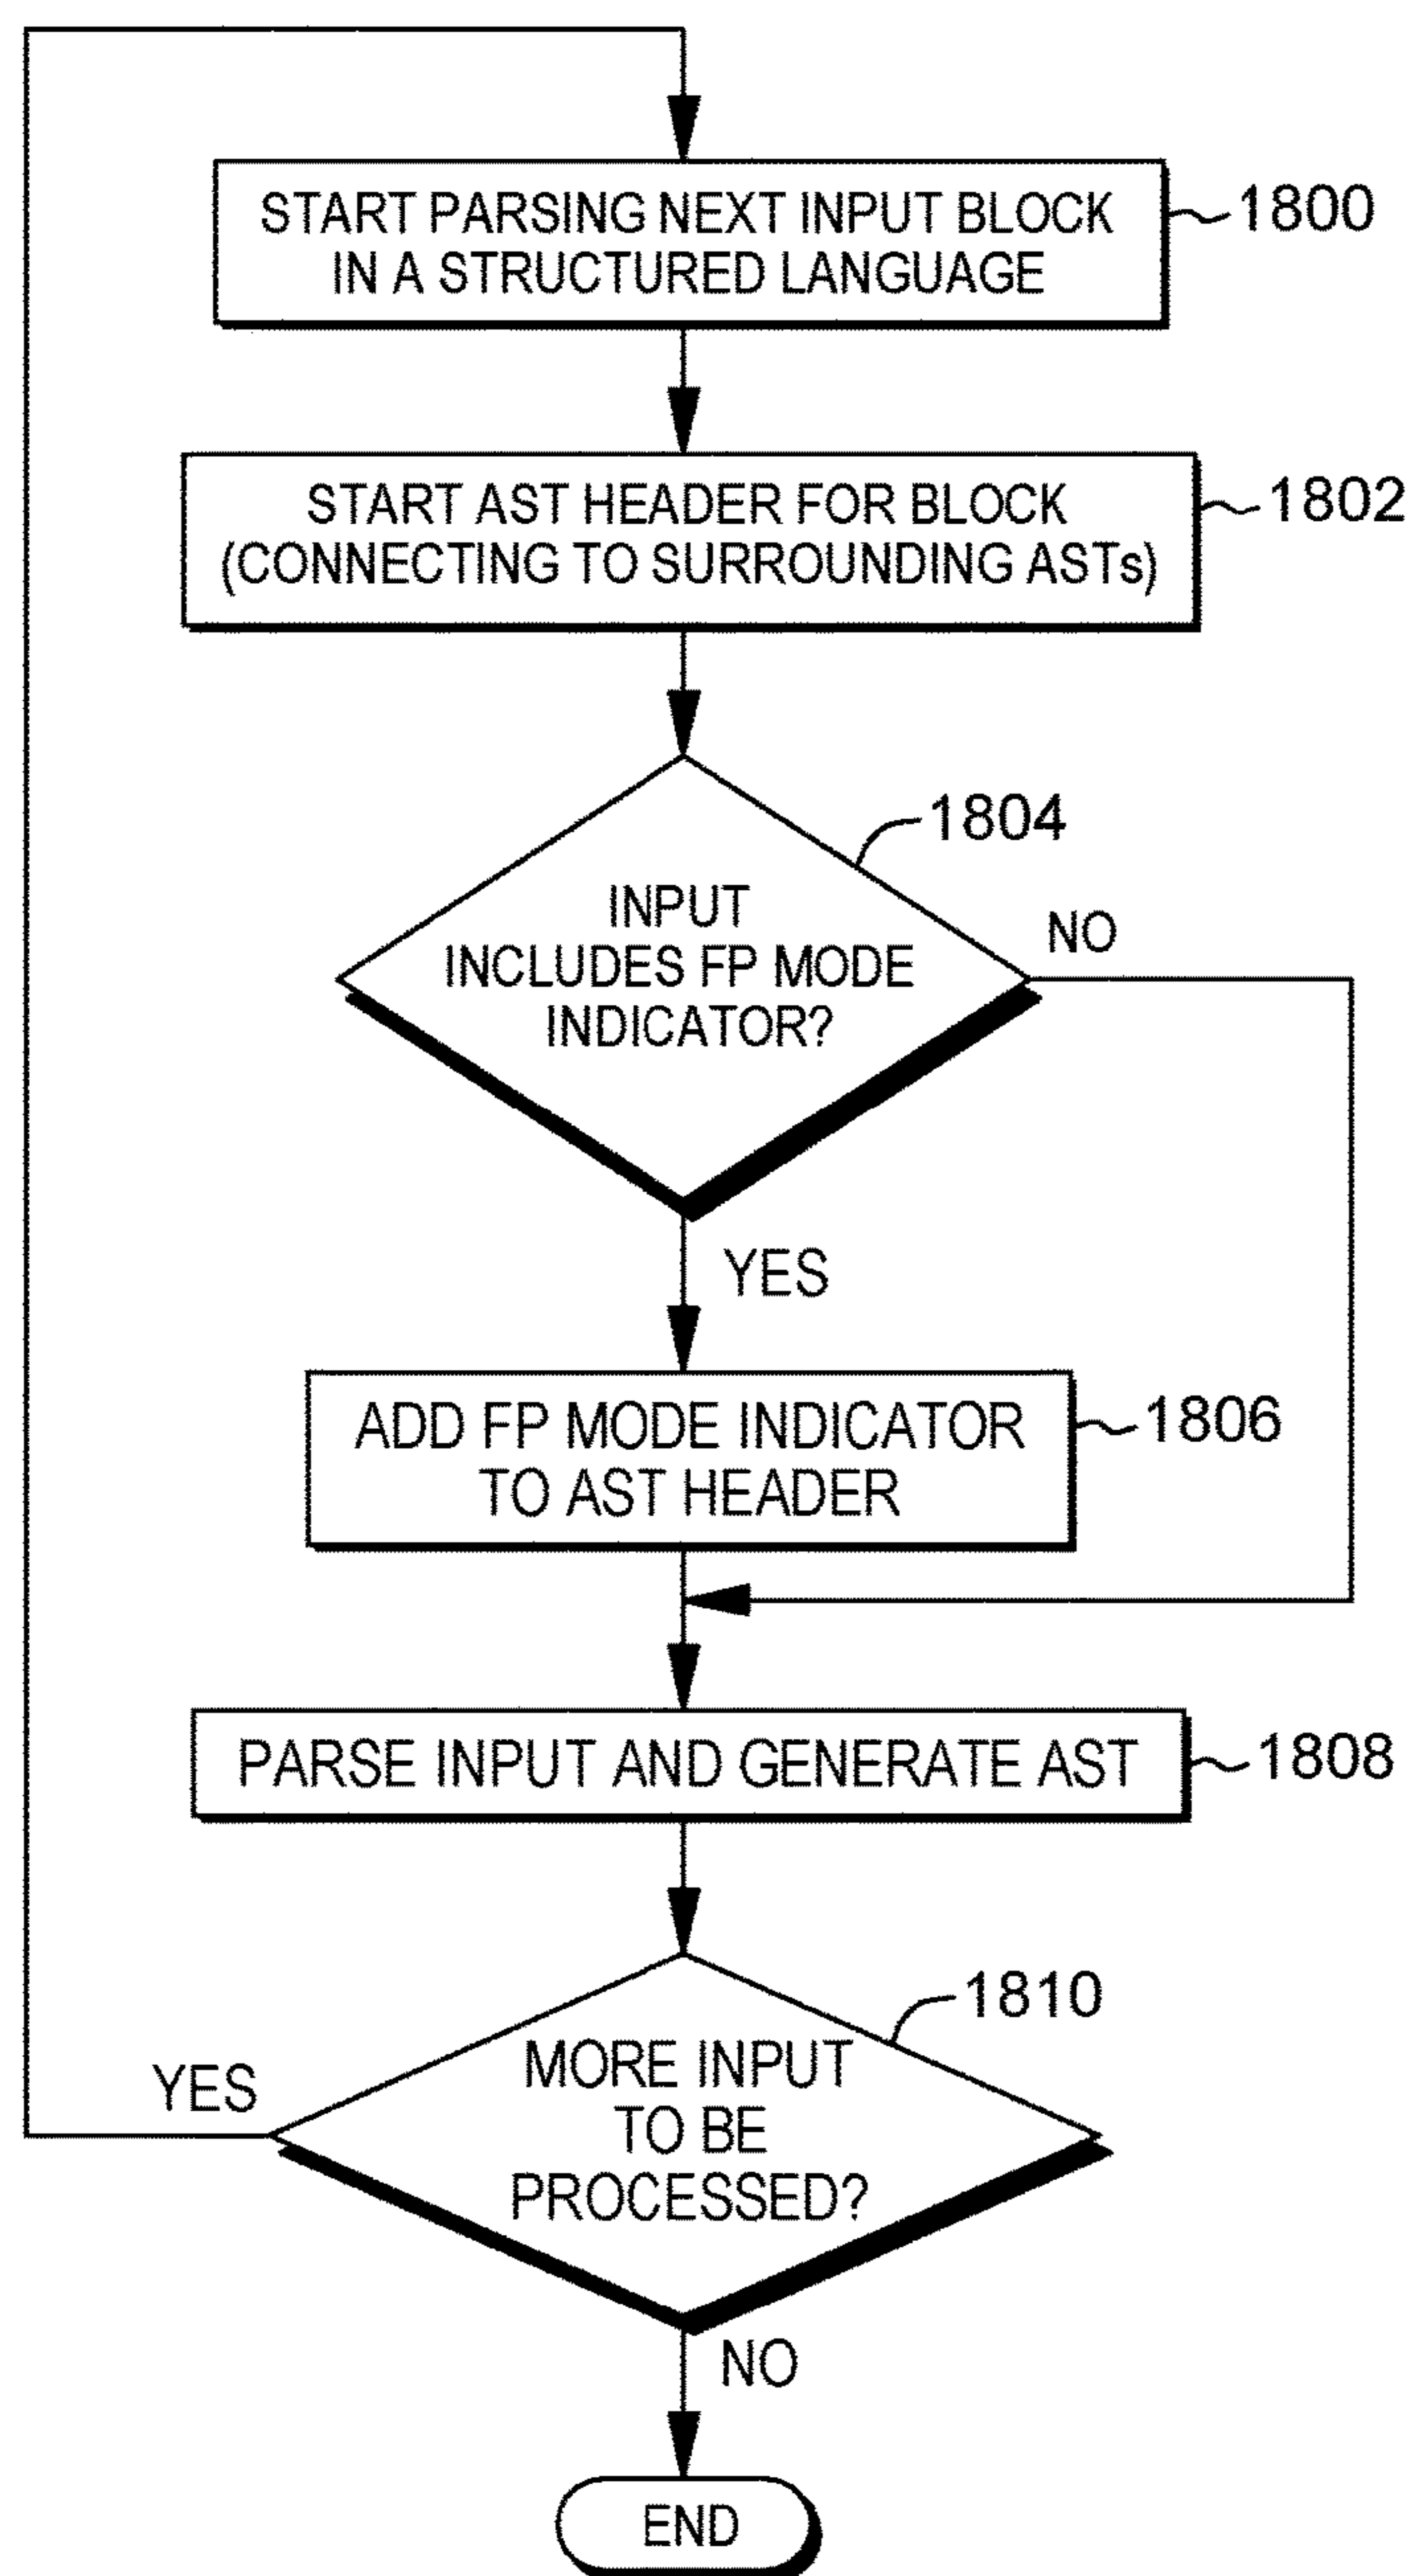 START PARSING NEXT INPUT BLOCK
IN A STRUCTURED LANGUAGE
1800
START AST HEADER FOR BLOCK
(CONNECTING TO SURROUNDING ASTs)
1802
1804
INPUT
INCLUDES FP MODE
INDICATOR?
NO
YES
ADD FP MODE INDICATOR
TO AST HEADER
1806
PARSE INPUT AND GENERATE AST
1808
1810
MORE INPUT
TO BE
PROCESSED?
YES
NO
END